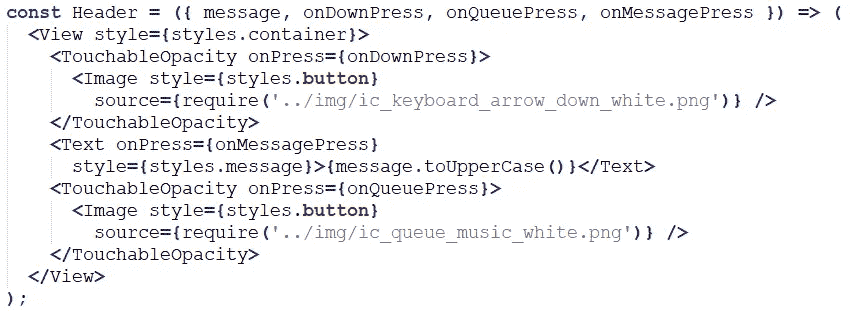 const Header = ({ message, onDownPress, onQueuePress, onMessagePress }) => (
  <View style={styles.container}>
    <TouchableOpacity onPress={onDownPress}>
      <Image style={styles.button}
        source={require('../img/ic_keyboard_arrow_down_white.png')} />
    </TouchableOpacity>
    <Text onPress={onMessagePress}
      style={styles.message}>{message.toUpperCase()}</Text>
    <TouchableOpacity onPress={onQueuePress}>
      <Image style={styles.button}
        source={require('../img/ic_queue_music_white.png')} />
    </TouchableOpacity>
  </View>
);